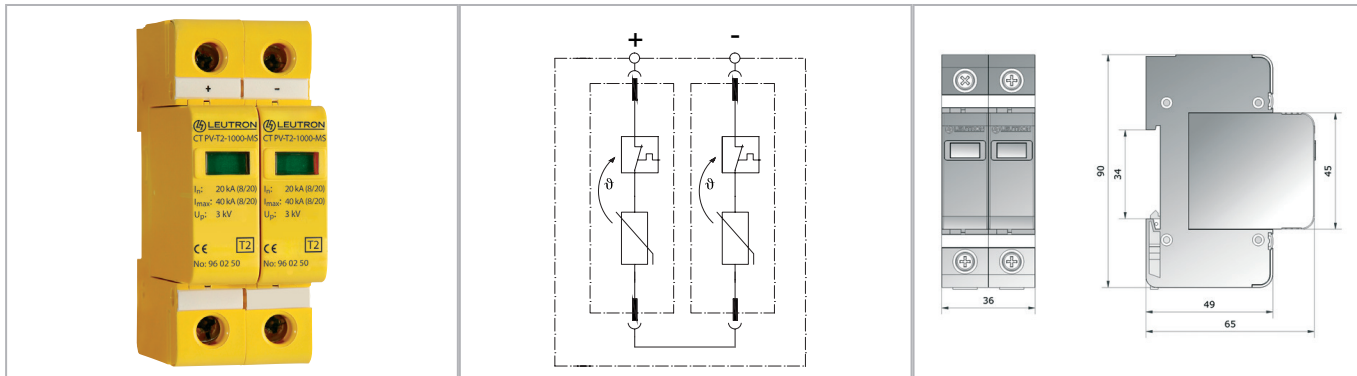 + -
LEUTRON LEUTRON
CT PV-T2-1000-MS CT PV-T2-1000-MS
In: 20 kA (8/20) In: 20 kA (8/20)
Imax: 40 kA (8/20) Imax: 40 kA (8/20)
Up: 3 kV Up: 3 kV
CE T2 CE T2
No: 96 02 50 No: 96 02 50
+ -
ϑ ϑ
LEUTRON LEUTRON
36
90
34
45
49
65